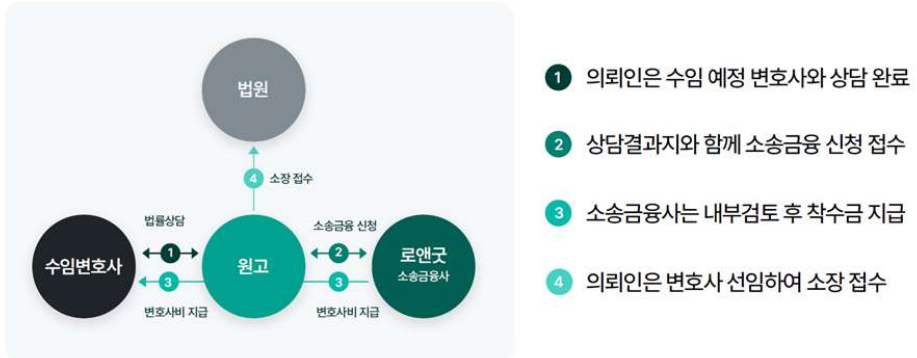 법원
4 소장 접수
법률상담
소송금융 신청
수임변호사
1
원고
2
로앤굿
소송금융사
3
3
변호사비 지급
변호사비 지급
1 의뢰인은 수임 예정 변호사와 상담 완료
2 상담결과지와 함께 소송금융 신청 접수
3 소송금융사는 내부검토 후 착수금 지급
4 의뢰인은 변호사 선임하여 소장 접수